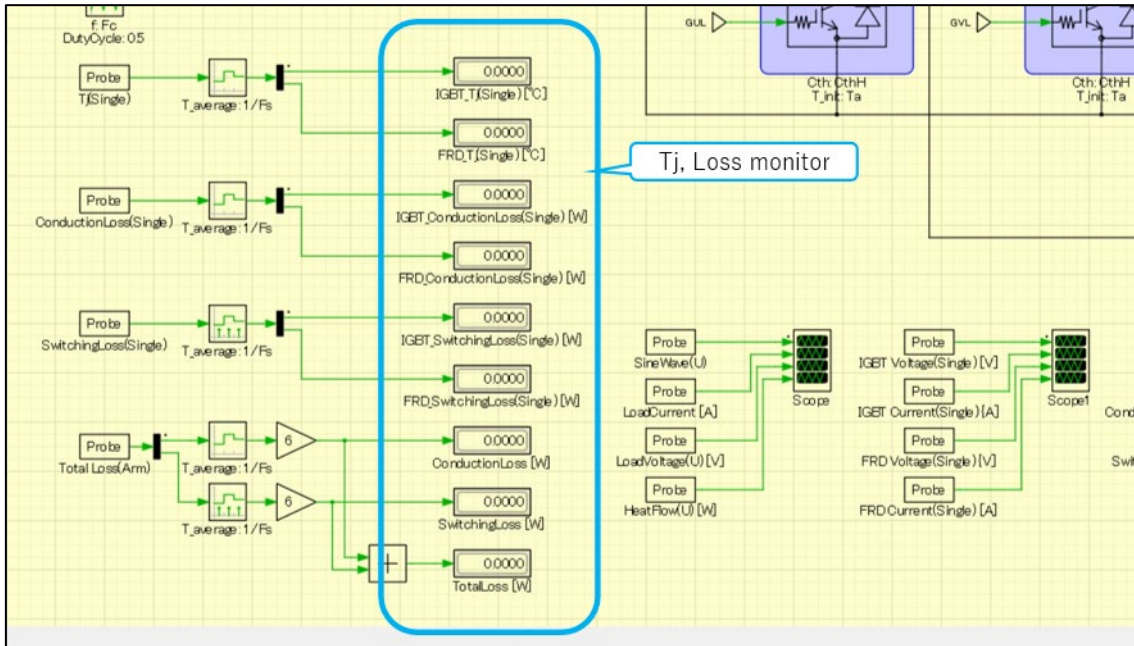 f: Fc
DutyCycle: 0.5
Probe
Tj(Single)
T_average: 1/Fs
0.0000
IGBT_Tj(Single) [℃]
0.0000
FRD_Tj(Single) [℃]
Probe
ConductionLoss(Single)
T_average: 1/Fs
0.0000
IGBT_ConductionLoss(Single) [W]
0.0000
FRD_ConductionLoss(Single) [W]
Probe
SwitchingLoss(Single)
T_average: 1/Fs
0.0000
IGBT_SwitchingLoss(Single) [W]
0.0000
FRD_SwitchingLoss(Single) [W]
Probe
Total Loss(Arm)
T_average: 1/Fs
6
0.0000
ConductionLoss [W]
T_average: 1/Fs
6
0.0000
SwitchingLoss [W]
0.0000
TotalLoss [W]
Tj, Loss monitor
GUL
Cth: CthH
T_init: Ta
GVL
Cth: CthH
T_init: Ta
Probe
SineWave(U)
Probe
LoadCurrent [A]
Probe
LoadVoltage(U) [V]
Probe
HeatFlow(U) [W]
Scope
Probe
IGBT Voltage(Single) [V]
Probe
IGBT Current(Single) [A]
Probe
FRD Voltage(Single) [V]
Probe
FRD Current(Single) [A]
Scope1
Cond
Swit